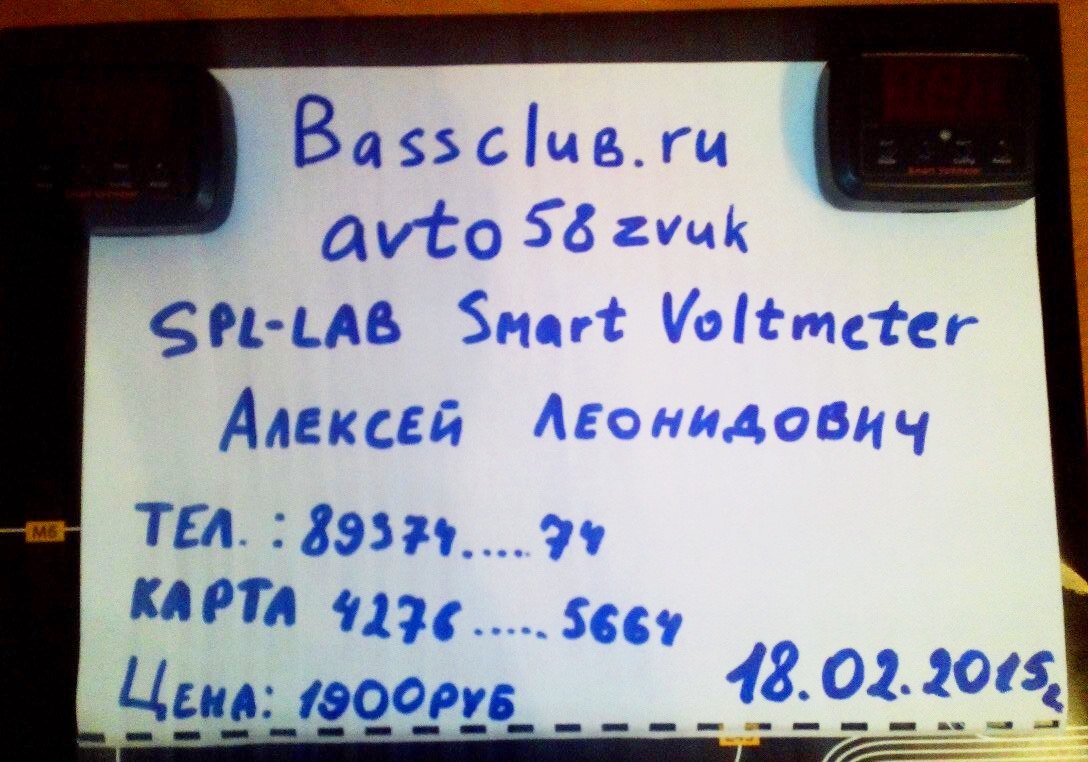 Bassclub.ru
avto58zvuk
SPL-LAB Smart Voltmeter
АЛЕКСЕЙ ЛЕОНИДОВИЧ
ТЕЛ.: 89374.....74
КАРТА 4276.....5664
ЦЕНА: 1900РУБ
18.02.2015г
М6